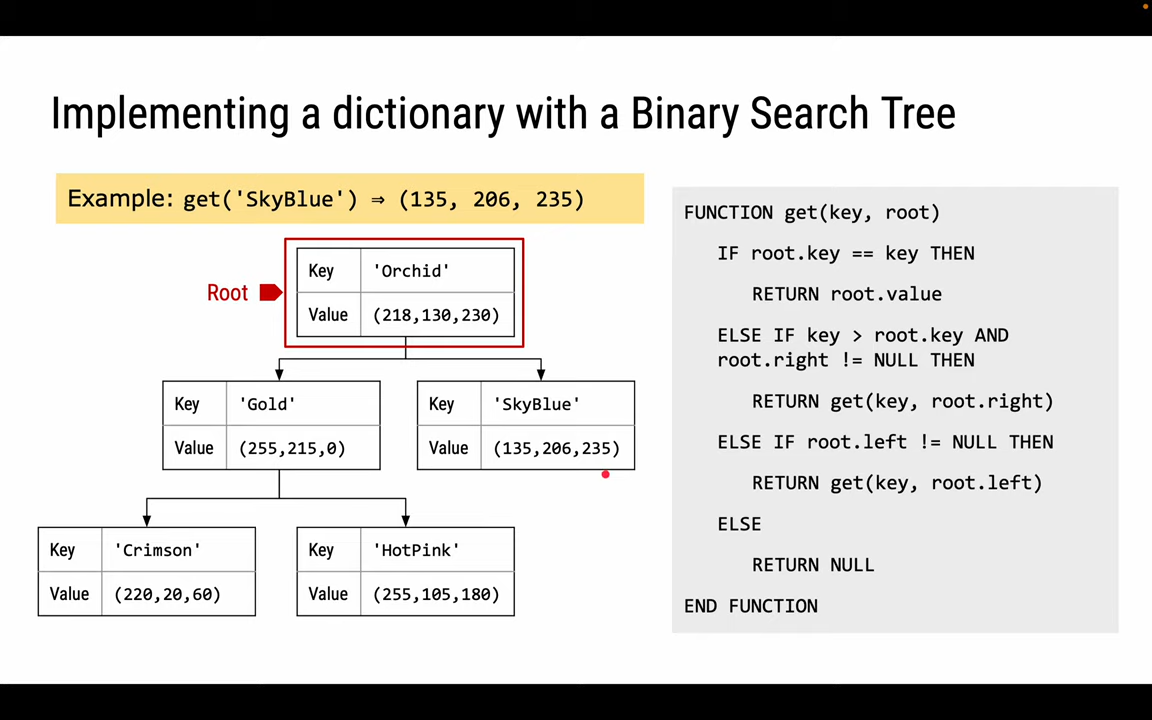 Implementing a dictionary with a Binary Search Tree
Example: get('SkyBlue') ⇒ (135, 206, 235)
Root
Key 'Orchid'
Value (218,130,230)
Key 'Gold'
Value (255,215,0)
Key 'SkyBlue'
Value (135,206,235)
Key 'Crimson'
Value (220,20,60)
Key 'HotPink'
Value (255,105,180)
FUNCTION get(key, root)
IF root.key == key THEN
RETURN root.value
ELSE IF key > root.key AND
root.right != NULL THEN
RETURN get(key, root.right)
ELSE IF root.left != NULL THEN
RETURN get(key, root.left)
ELSE
RETURN NULL
END FUNCTION